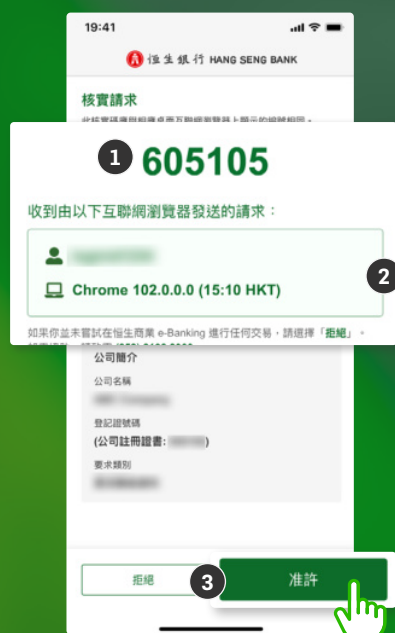 19:41
恒生銀行 HANG SENG BANK
核實請求
1
605105
收到由以下互聯網瀏覽器發送的請求：
2
Chrome 102.0.0.0 (15:10 HKT)
如果你並未嘗試在恒生商業 e-Banking 進行任何交易，請選擇「拒絕」。
公司簡介
公司名稱
登記證號碼
(公司註冊證書: )
要求類別
拒絕
3
准許